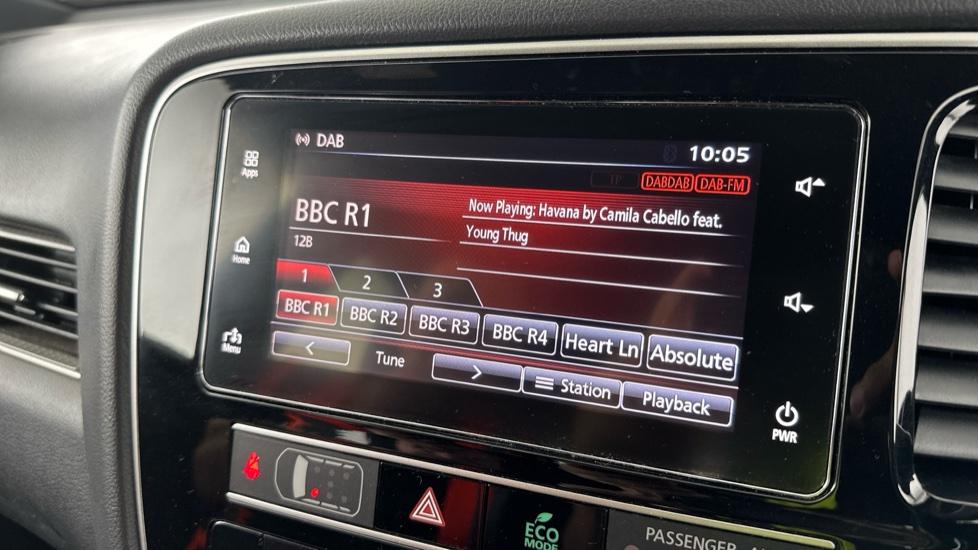 DAB
10:05
Apps
TP
DABDAB
DAB-FM
BBC R1
Now Playing: Havana by Camila Cabello feat.
Young Thug
12B
Home
1
2
3
BBC R1
BBC R2
BBC R3
BBC R4
Heart Ln
Absolute
Menu
<
Tune
>
Station
Playback
PWR
ECO
MODE
PASSENGER